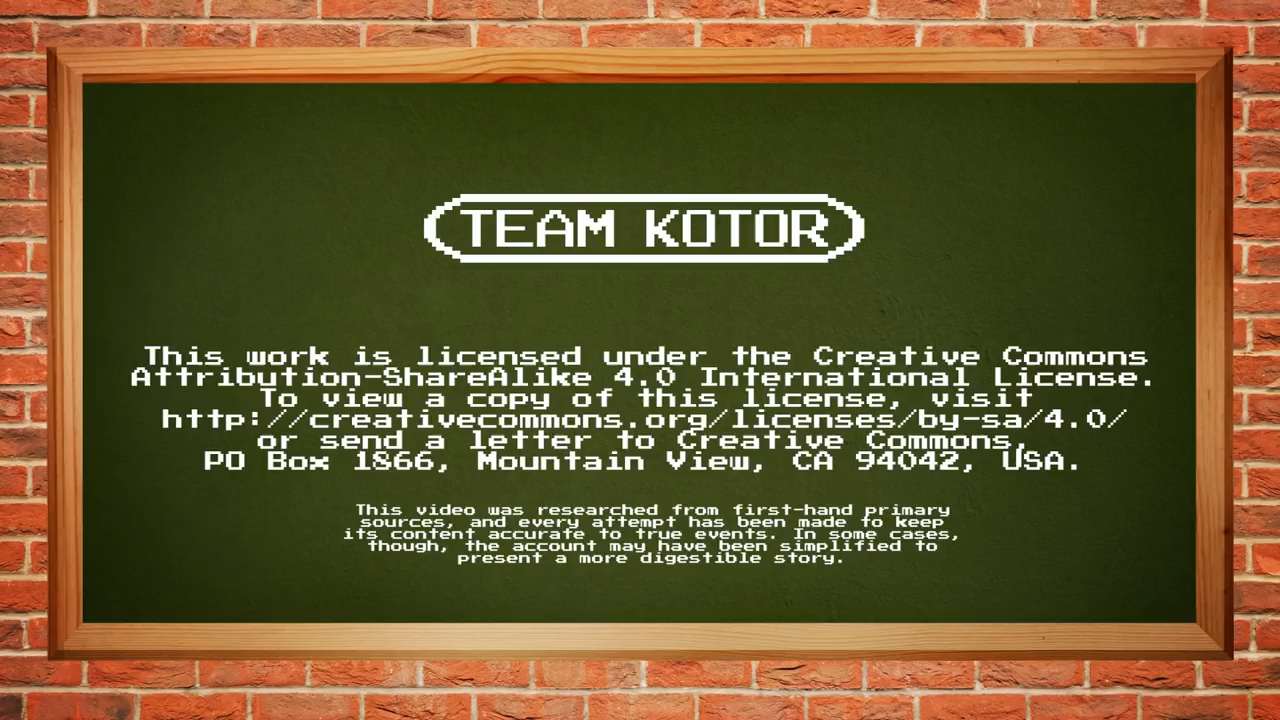 TEAM KOTOR
This work is licensed under the Creative Commons
Attribution-ShareAlike 4.0 International License.
To view a copy of this license, visit
http://creativecommons.org/licenses/by-sa/4.0/
or send a letter to Creative Commons,
PO Box 1866, Mountain View, CA 94042, USA.
This video was researched from first-hand primary
sources, and every attempt has been made to keep
its content accurate to true events. In some cases,
though, the account may have been simplified to
present a more digestible story.